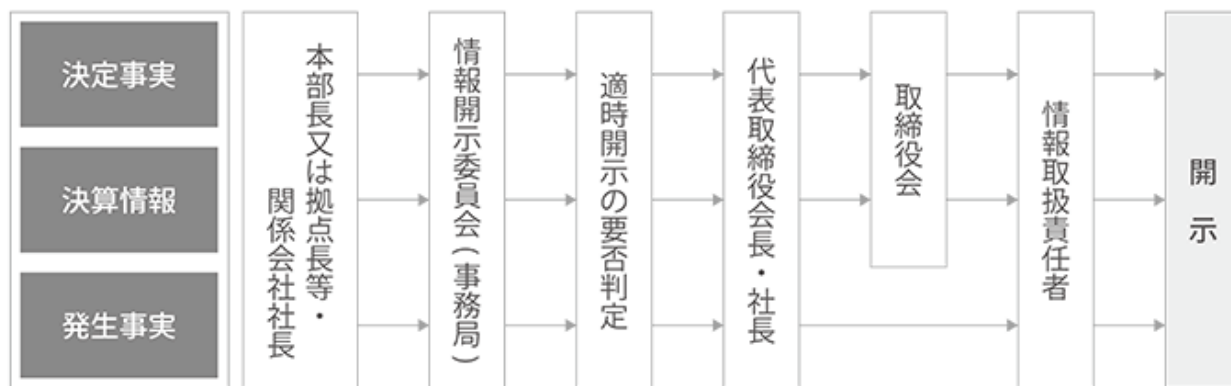 決定事実
決算情報
発生事実
本部長又は拠点長等・
関係会社社長
情報開示委員会(事務局)
適時開示の要否判定
代表取締役会長・社長
取締役会
情報取扱責任者
開示